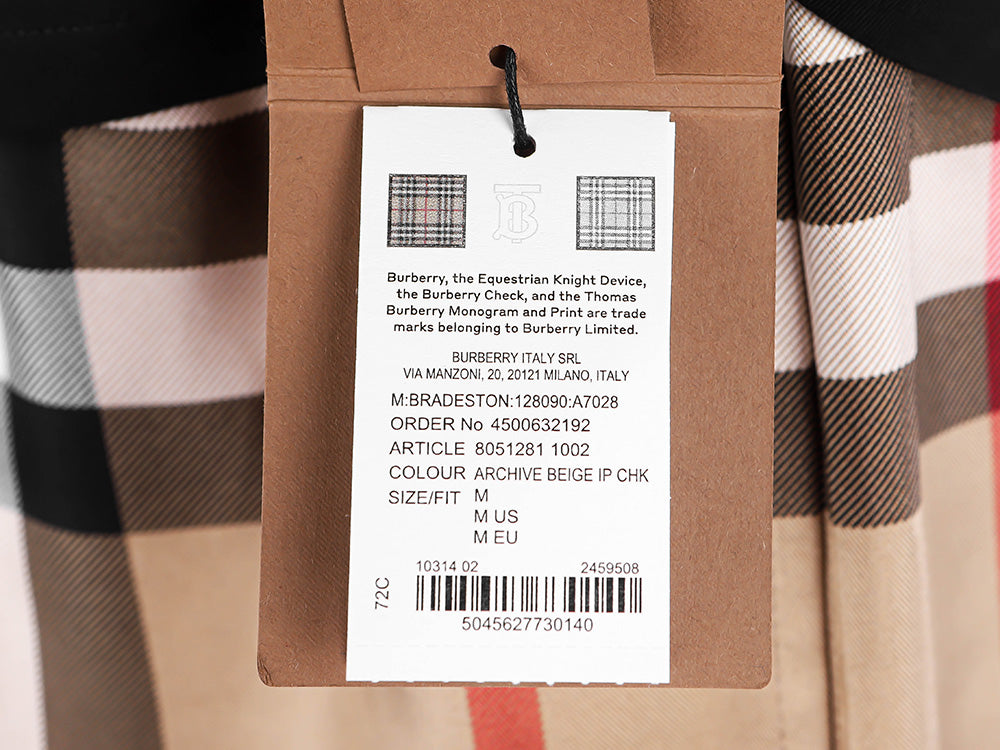 Burberry, the Equestrian Knight Device,
the Burberry Check, and the Thomas
Burberry Monogram and Print are trade
marks belonging to Burberry Limited.
BURBERRY ITALY SRL
VIA MANZONI, 20, 20121 MILANO, ITALY
M:BRADESTON:128090:A7028
ORDER No 4500632192
ARTICLE 8051281 1002
COLOUR ARCHIVE BEIGE IP CHK
SIZE/FIT M
M US
M EU
10314 02 2459508
72C
5045627730140